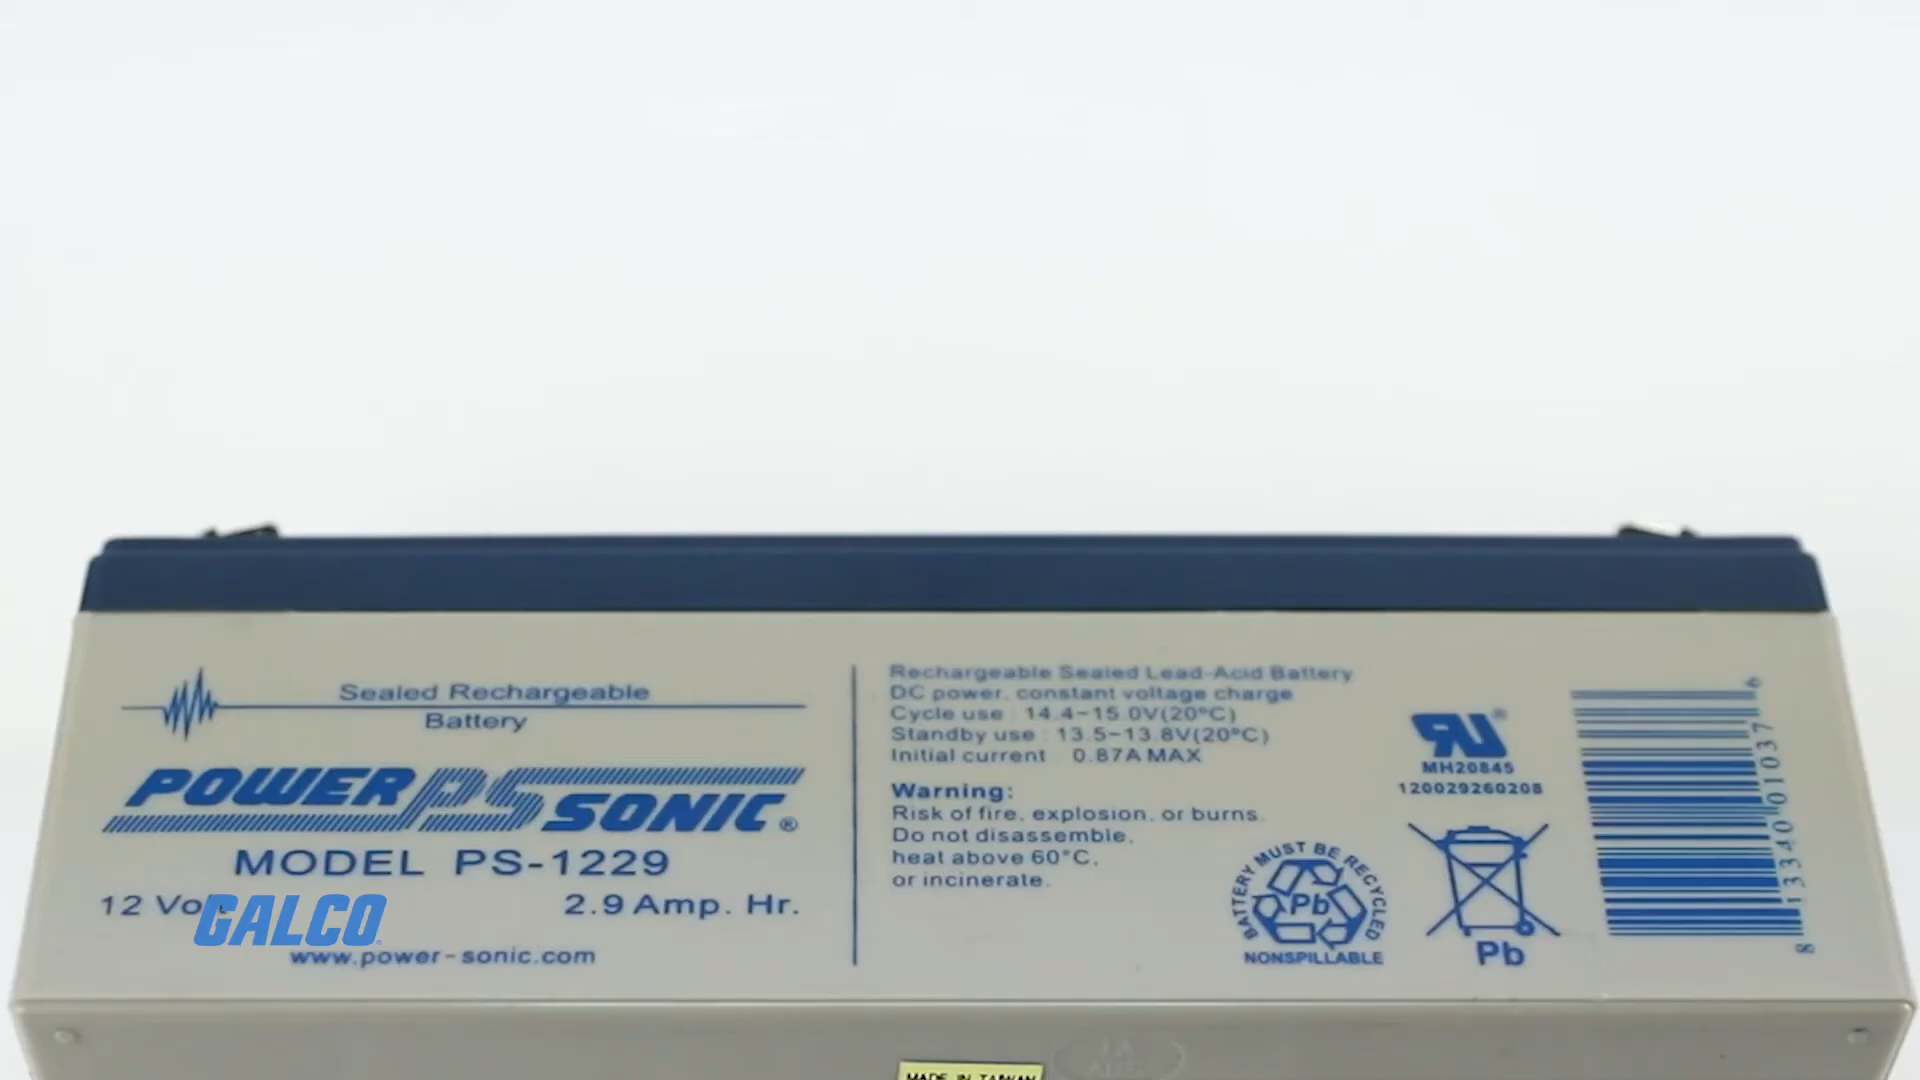 Sealed Rechargeable
Battery
POWER PS SONIC®
MODEL PS-1229
12 Vo
2.9 Amp. Hr.
GALCO
www.power-sonic.com
Rechargeable Sealed Lead-Acid Battery
DC power, constant voltage charge
Cycle use : 14.4~15.0V(20°C)
Standby use : 13.5~13.8V(20°C)
Initial current 0.87A MAX
Warning:
Risk of fire, explosion, or burns.
Do not disassemble,
heat above 60°C,
or incinerate.
BATTERY MUST BE RECYCLED
Pb
NONSPILLABLE
MH20845
120029260208
Pb
8 13340 01037 6
MADE IN TAIWAN